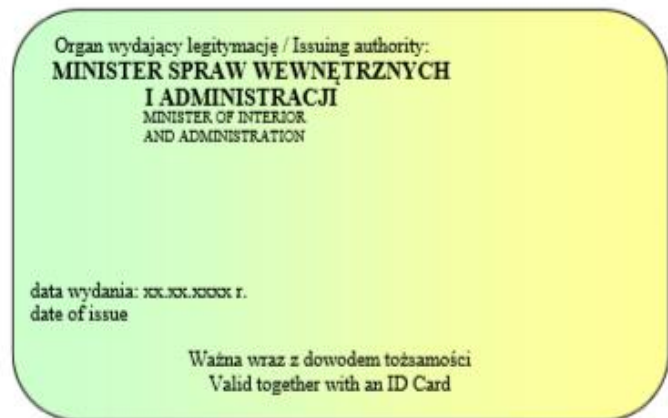 Organ wydający legitymację / Issuing authority:
MINISTER SPRAW WEWNĘTRZNYCH
I ADMINISTRACJI
MINISTER OF INTERIOR
AND ADMINISTRATION
data wydania: xx.xx.xxxx r.
date of issue
Ważna wraz z dowodem tożsamości
Valid together with an ID Card